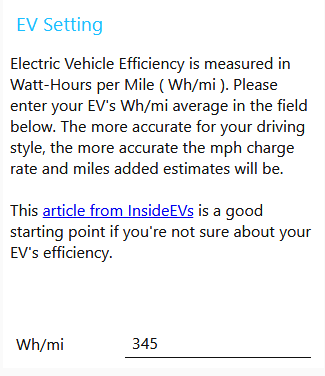 EV Setting
Electric Vehicle Efficiency is measured in
Watt-Hours per Mile ( Wh/mi ). Please
enter your EV's Wh/mi average in the field
below. The more accurate for your driving
style, the more accurate the mph charge
rate and miles added estimates will be.
This article from InsideEVs is a good
starting point if you're not sure about your
EV's efficiency.
Wh/mi 345